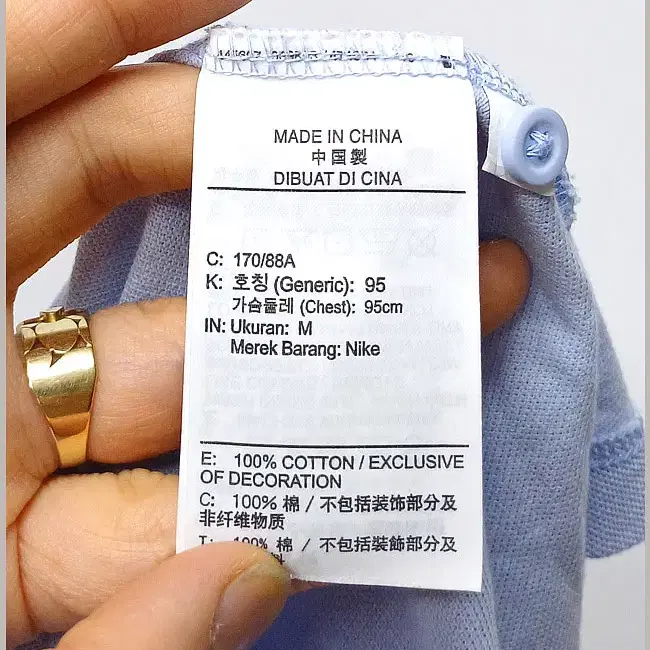 MADE IN CHINA
中国製
DIBUAT DI CINA
C: 170/88A
K: 호칭 (Generic): 95
가슴둘레 (Chest): 95cm
IN: Ukuran: M
Merek Barang: Nike
E: 100% COTTON / EXCLUSIVE
OF DECORATION
C: 100% 棉 / 不包括装饰部分及
非纤维物质
棉 / 不包括裝飾部分及